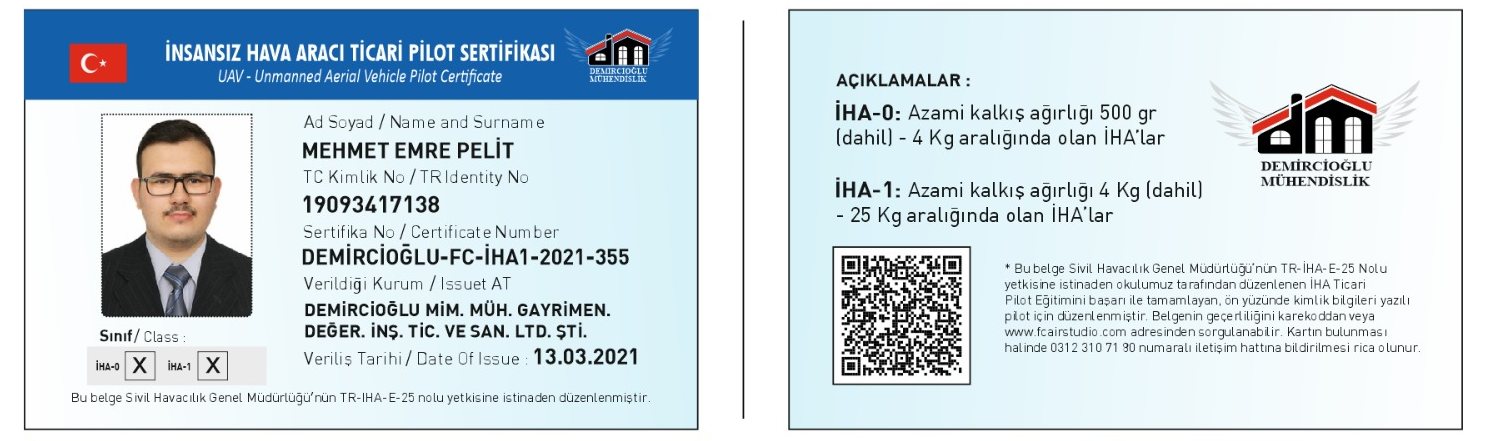 İNSANSIZ HAVA ARACI TİCARİ PİLOT SERTİFİKASI
UAV - Unmanned Aerial Vehicle Pilot Certificate
DEMİRCİOĞLU
MÜHENDİSLİK
Ad Soyad / Name and Surname
MEHMET EMRE PELİT
TC Kimlik No / TR Identity No
19093417138
Sertifika No / Certificate Number
DEMİRCİOĞLU-FC-İHA1-2021-355
Verildiği Kurum / Issuet AT
DEMİRCİOĞLU MİM. MÜH. GAYRİMEN.
DEĞER. İNŞ. TİC. VE SAN. LTD. ŞTİ.
Veriliş Tarihi / Date Of Issue : 13.03.2021
Sınıf/ Class :
İHA-0 X İHA-1 X
Bu belge Sivil Havacılık Genel Müdürlüğü'nün TR-IHA-E-25 nolu yetkisine istinaden düzenlenmiştir.
AÇIKLAMALAR :
İHA-0: Azami kalkış ağırlığı 500 gr
(dahil) - 4 Kg aralığında olan İHA'lar
İHA-1: Azami kalkış ağırlığı 4 Kg (dahil)
- 25 Kg aralığında olan İHA'lar
DEMİRCİOĞLU
MÜHENDİSLİK
* Bu belge Sivil Havacılık Genel Müdürlüğü'nün TR-İHA-E-25 Nolu
yetkisine istinaden okulumuz tarafından düzenlenen İHA Ticari
Pilot Eğitimini başarı ile tamamlayan, ön yüzünde kimlik bilgileri yazılı
pilot için düzenlenmiştir. Belgenin geçerliliğini karekoddan veya
www.fcairstudio.com adresinden sorgulanabilir. Kartın bulunması
halinde 0312 310 71 90 numaralı iletişim hattına bildirilmesi rica olunur.